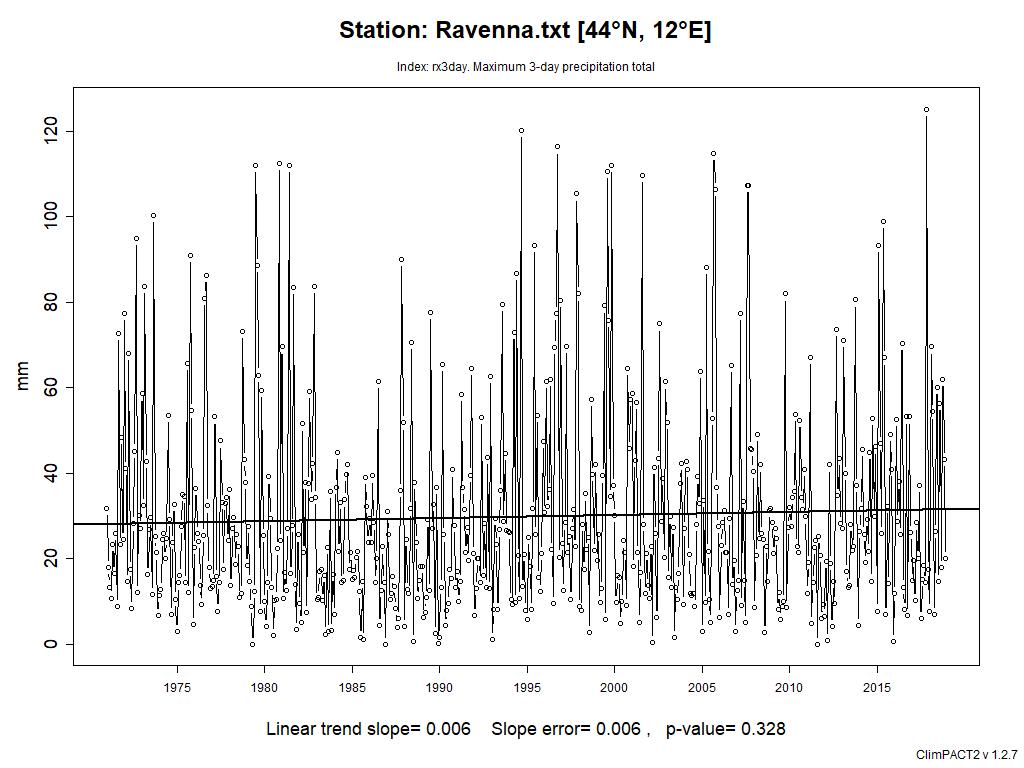 Station: Ravenna.txt [44°N, 12°E]
Index: rx3day. Maximum 3-day precipitation total
120
100
80
60
40
20
0
mm
1975 1980 1985 1990 1995 2000 2005 2010 2015
Linear trend slope= 0.006 Slope error= 0.006 , p-value= 0.328
ClimPACT2 v 1.2.7